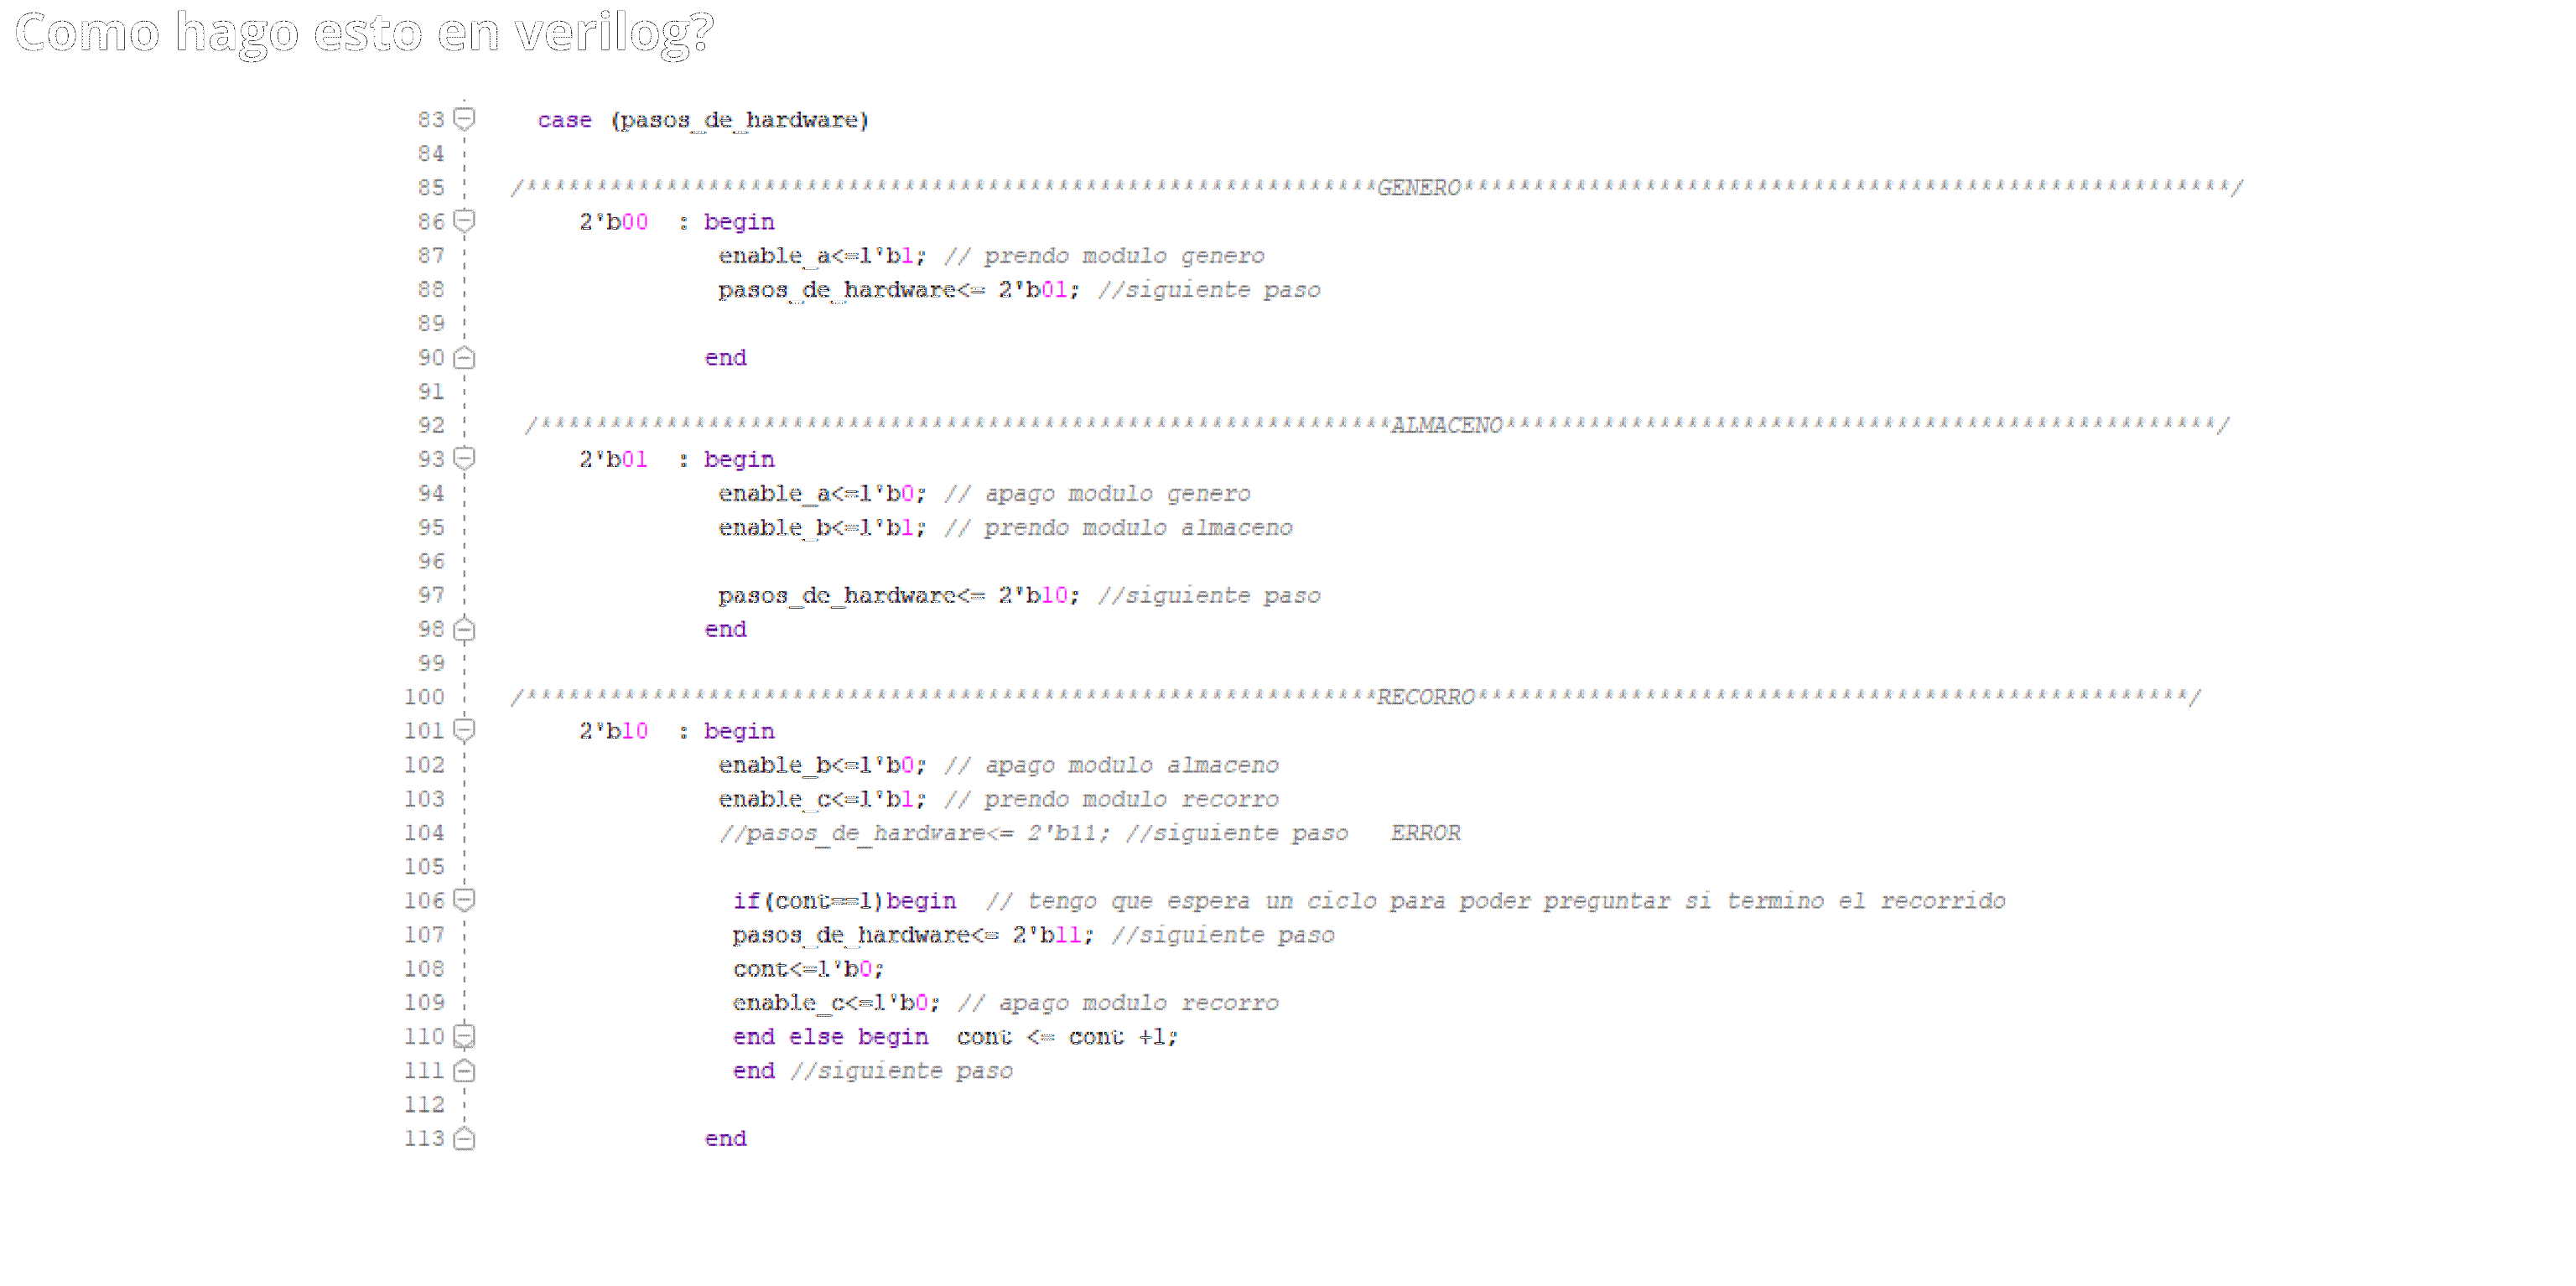 Como hago esto en verilog?
83 case (pasos_de_hardware)
84
85 /***************************************************************GENERO*******************************************************/
86 2'b00 : begin
87 enable_a<=1'b1; // prendo modulo genero
88 pasos_de_hardware<= 2'b01; //siguiente paso
89
90 end
91
92 /*************************************************************ALMACENO***************************************************/
93 2'b01 : begin
94 enable_a<=1'b0; // apago modulo genero
95 enable_b<=1'b1; // prendo modulo almaceno
96
97 pasos_de_hardware<= 2'b10; //siguiente paso
98 end
99
100 /***************************************************************RECORRO***************************************************/
101 2'b10 : begin
102 enable_b<=1'b0; // apago modulo almaceno
103 enable_c<=1'b1; // prendo modulo recorro
104 //pasos_de_hardware<= 2'b11; //siguiente paso ERROR
105
106 if(cont==1)begin // tengo que espera un ciclo para poder preguntar si termino el recorrido
107 pasos_de_hardware<= 2'b11; //siguiente paso
108 cont<=1'b0;
109 enable_c<=1'b0; // apago modulo recorro
110 end else begin cont <= cont +1;
111 end //siguiente paso
112
113 end